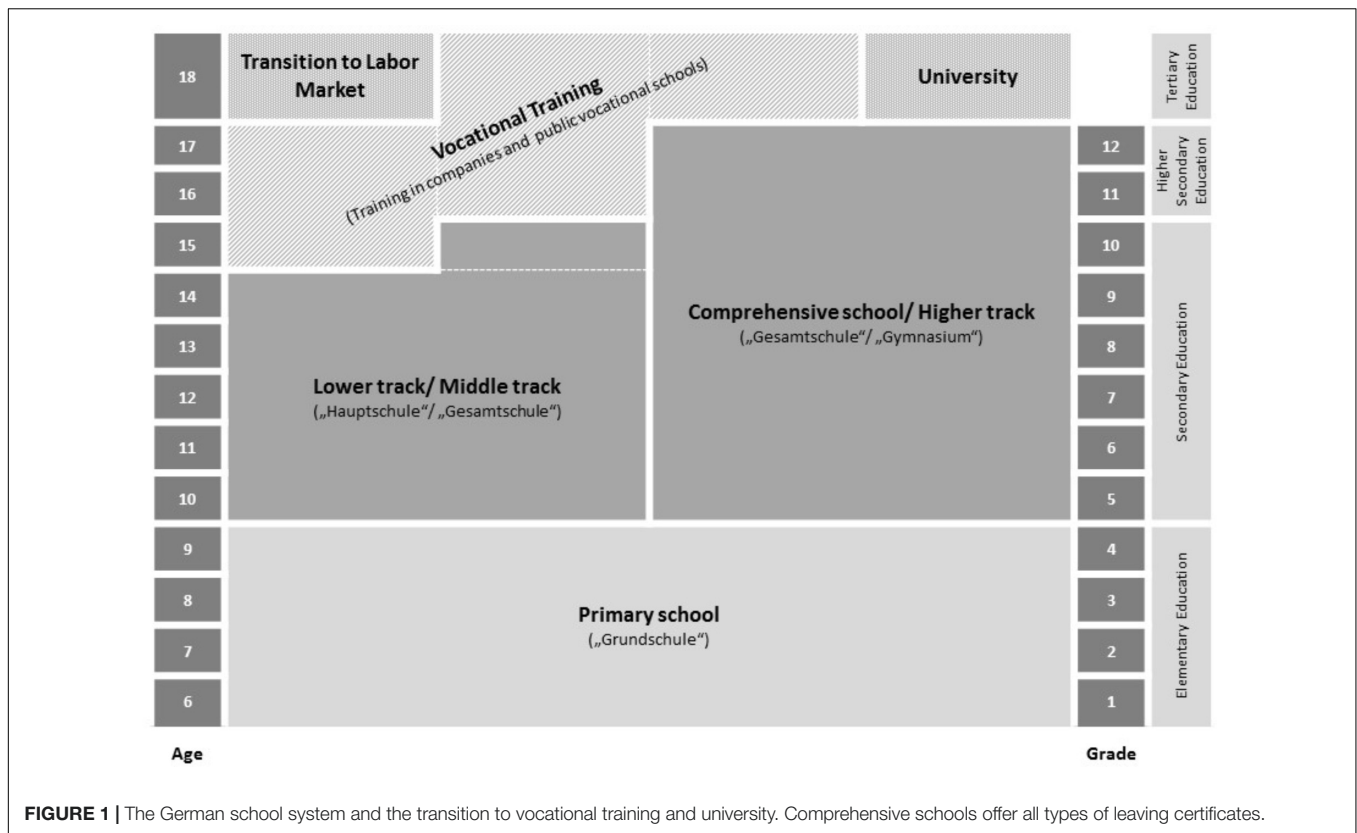 18
Transition to Labor
Market
Vocational Training
(Training in companies and public vocational schools)
University
Tertiary
Education
17
16
12
11
Higher
Secondary
Education
15
14
13
12
11
10
Lower track/ Middle track
(„Hauptschule“/ „Gesamtschule“)
Comprehensive school/ Higher track
(„Gesamtschule“/ „Gymnasium“)
10
9
8
7
6
5
Secondary Education
9
8
7
6
Primary school
(„Grundschule“)
4
3
2
1
Elementary Education
Age
Grade
FIGURE 1 | The German school system and the transition to vocational training and university. Comprehensive schools offer all types of leaving certificates.